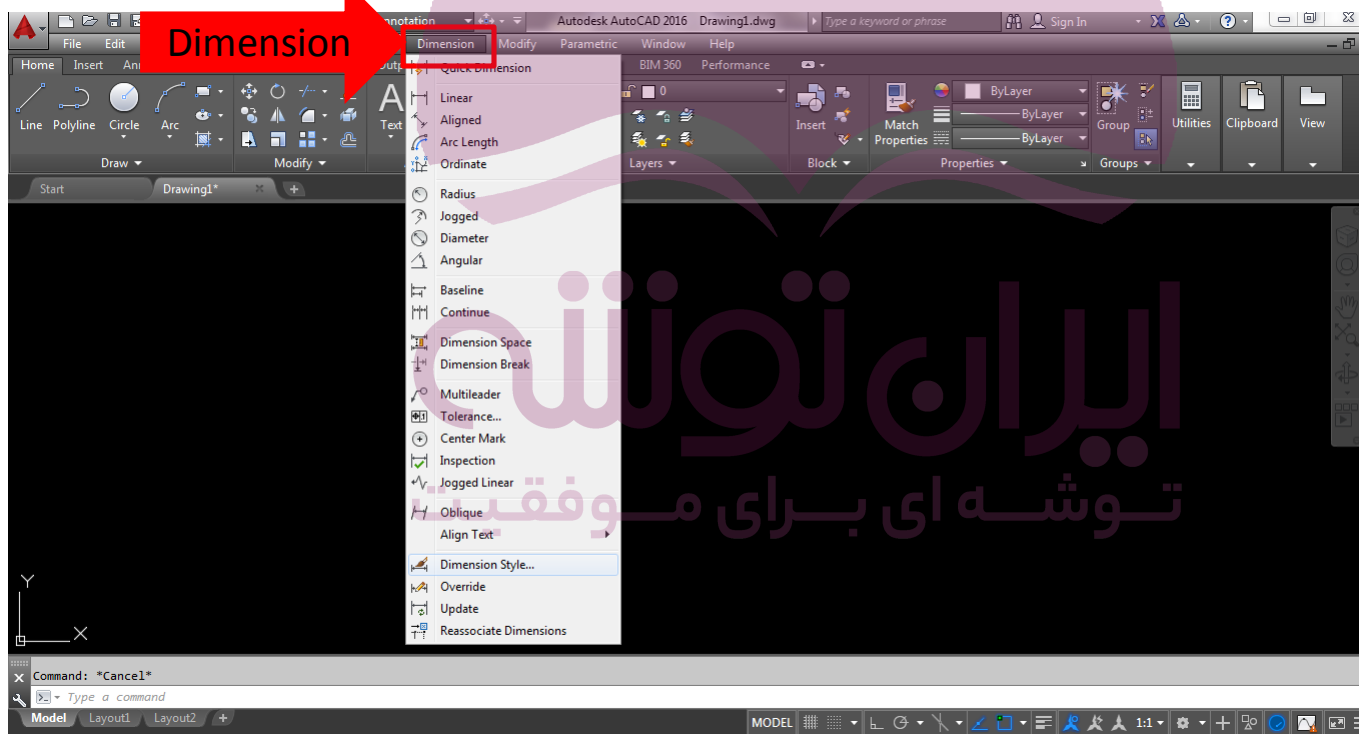 nnotation
Autodesk AutoCAD 2016 Drawing1.dwg
Type a keyword or phrase
Sign In
Dimension
File Edit
Dimension Modify Parametric Window Help
Home Insert An
Outp
BIM 360 Performance
Line Polyline Circle Arc
Text
0
Insert
Match Properties
ByLayer
ByLayer
ByLayer
Group
Utilities
Clipboard
View
Draw
Modify
Layers
Block
Properties
Groups
Start
Drawing1*
Quick Dimension
Linear
Aligned
Arc Length
Ordinate
Radius
Jogged
Diameter
Angular
Baseline
Continue
Dimension Space
Dimension Break
Multileader
Tolerance...
Center Mark
Inspection
Jogged Linear
Oblique
Align Text
Dimension Style...
Override
Update
Reassociate Dimensions
ایران توشه
توشه ای برای موفقیت
Y
X
Command: *Cancel*
Type a command
Model Layout1 Layout2 +
MODEL
1:1